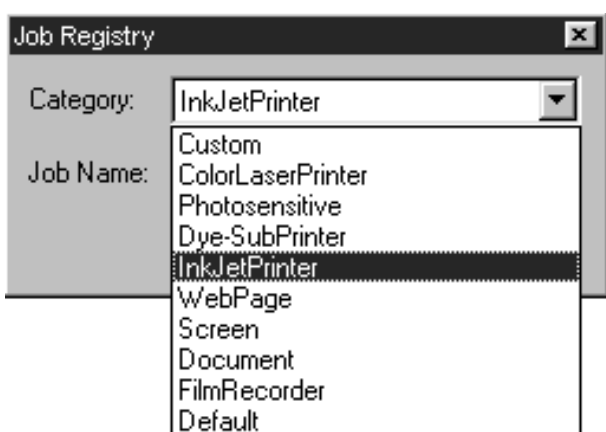 Job Registry
Category: InkJetPrinter
Custom
Job Name: ColorLaserPrinter
Photosensitive
Dye-SubPrinter
InkJetPrinter
WebPage
Screen
Document
FilmRecorder
Default